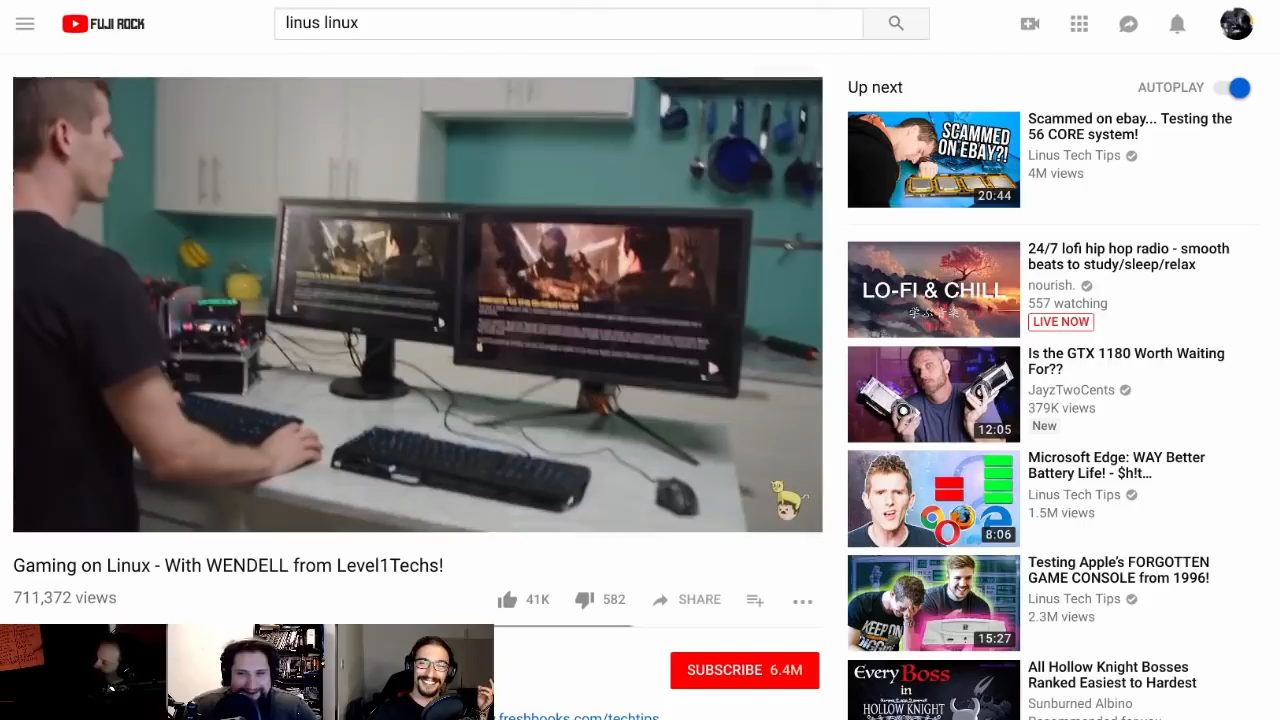 FUJI ROCK
linus linux
Up next
AUTOPLAY
SCAMMED
ON EBAY?!
20:44
Scammed on ebay... Testing the
56 CORE system!
Linus Tech Tips
4M views
LO-FI & CHILL
24/7 lofi hip hop radio - smooth
beats to study/sleep/relax
nourish.
557 watching
LIVE NOW
12:05
Is the GTX 1180 Worth Waiting
For??
JayzTwoCents
379K views
New
8:06
Microsoft Edge: WAY Better
Battery Life! - $h!t...
Linus Tech Tips
1.5M views
KEEP
15:27
Testing Apple's FORGOTTEN
GAME CONSOLE from 1996!
Linus Tech Tips
2.3M views
Every Boss
in
HOLLOW KNIGHT
All Hollow Knight Bosses
Ranked Easiest to Hardest
Sunburned Albino
Gaming on Linux - With WENDELL from Level1Techs!
711,372 views
41K
582
SHARE
SUBSCRIBE 6.4M
freshbooks.com/techtips